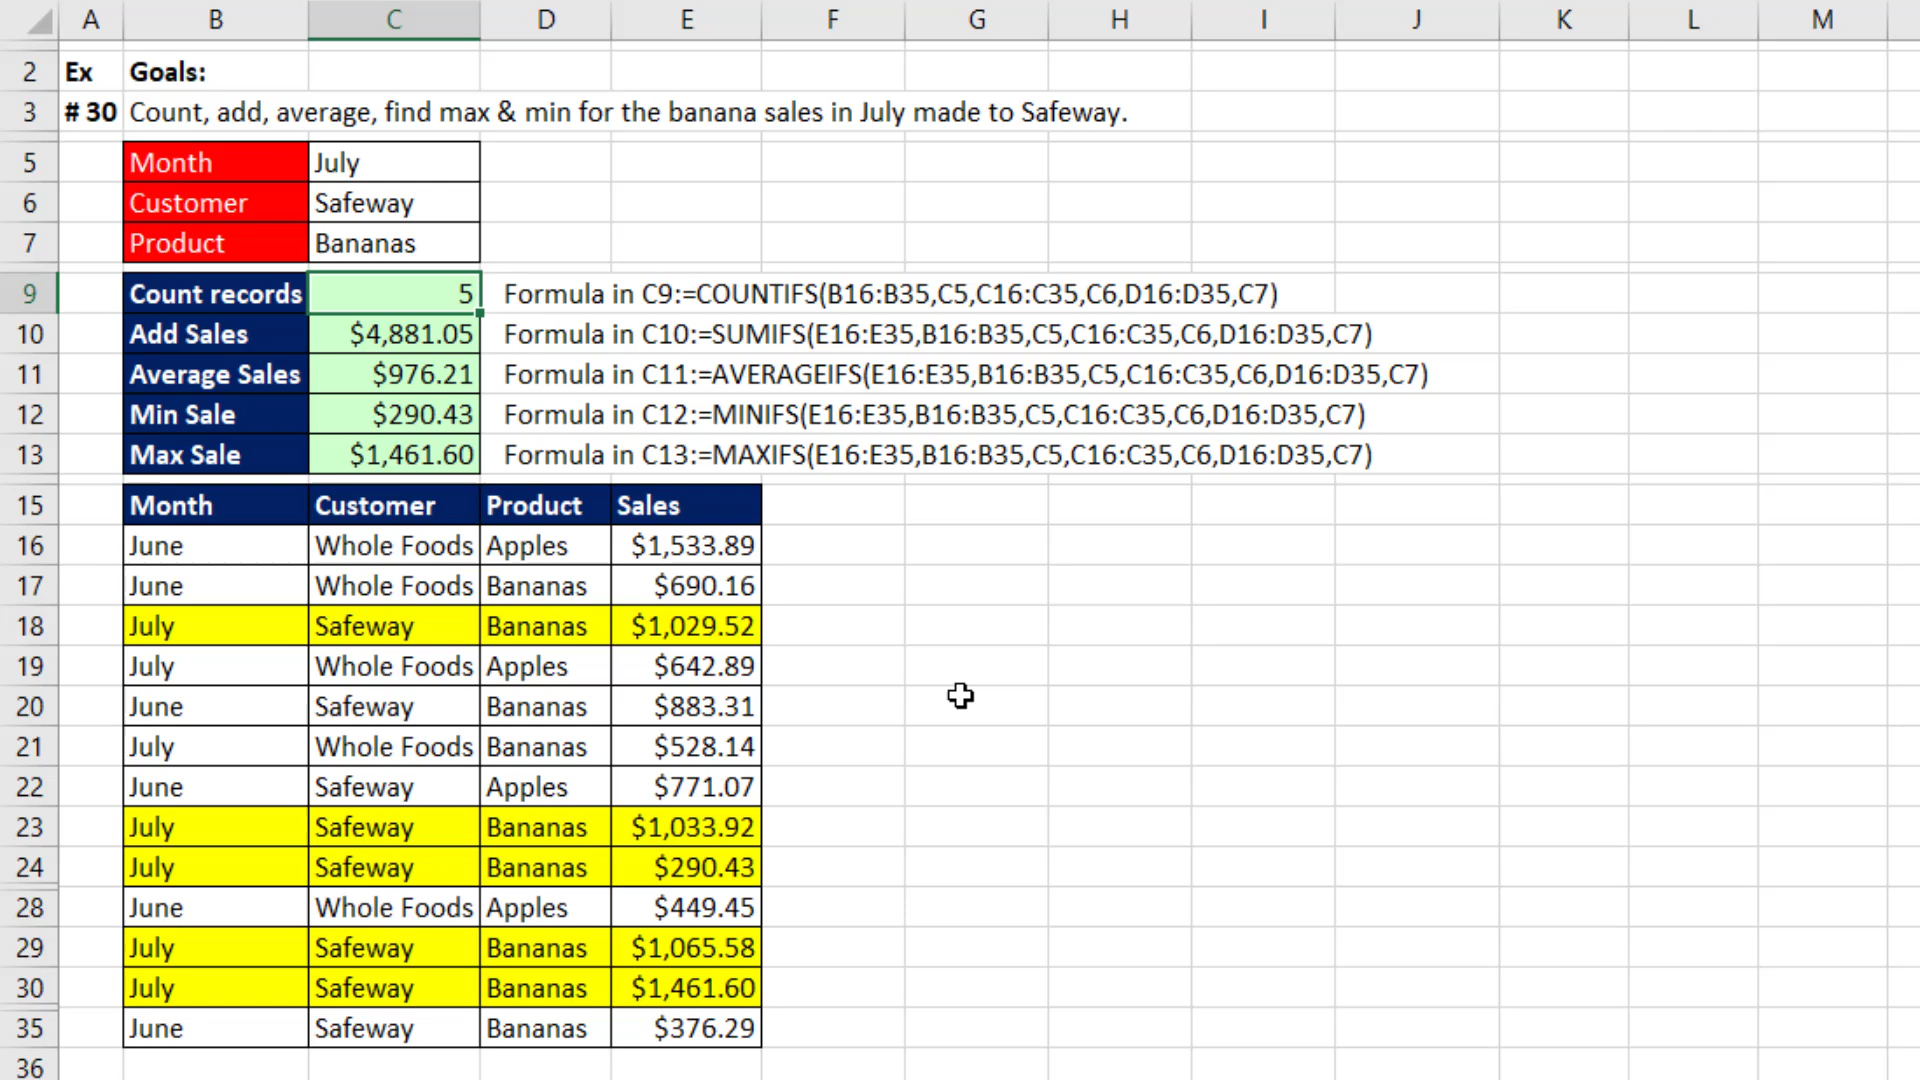 A B C D E F G H I J K L M
2 Ex Goals:
3 # 30 Count, add, average, find max & min for the banana sales in July made to Safeway.
5 Month July
6 Customer Safeway
7 Product Bananas
9 Count records 5 Formula in C9:=COUNTIFS(B16:B35,C5,C16:C35,C6,D16:D35,C7)
10 Add Sales $4,881.05 Formula in C10:=SUMIFS(E16:E35,B16:B35,C5,C16:C35,C6,D16:D35,C7)
11 Average Sales $976.21 Formula in C11:=AVERAGEIFS(E16:E35,B16:B35,C5,C16:C35,C6,D16:D35,C7)
12 Min Sale $290.43 Formula in C12:=MINIFS(E16:E35,B16:B35,C5,C16:C35,C6,D16:D35,C7)
13 Max Sale $1,461.60 Formula in C13:=MAXIFS(E16:E35,B16:B35,C5,C16:C35,C6,D16:D35,C7)
15 Month Customer Product Sales
16 June Whole Foods Apples $1,533.89
17 June Whole Foods Bananas $690.16
18 July Safeway Bananas $1,029.52
19 July Whole Foods Apples $642.89
20 June Safeway Bananas $883.31
21 July Whole Foods Bananas $528.14
22 June Safeway Apples $771.07
23 July Safeway Bananas $1,033.92
24 July Safeway Bananas $290.43
28 June Whole Foods Apples $449.45
29 July Safeway Bananas $1,065.58
30 July Safeway Bananas $1,461.60
35 June Safeway Bananas $376.29
36